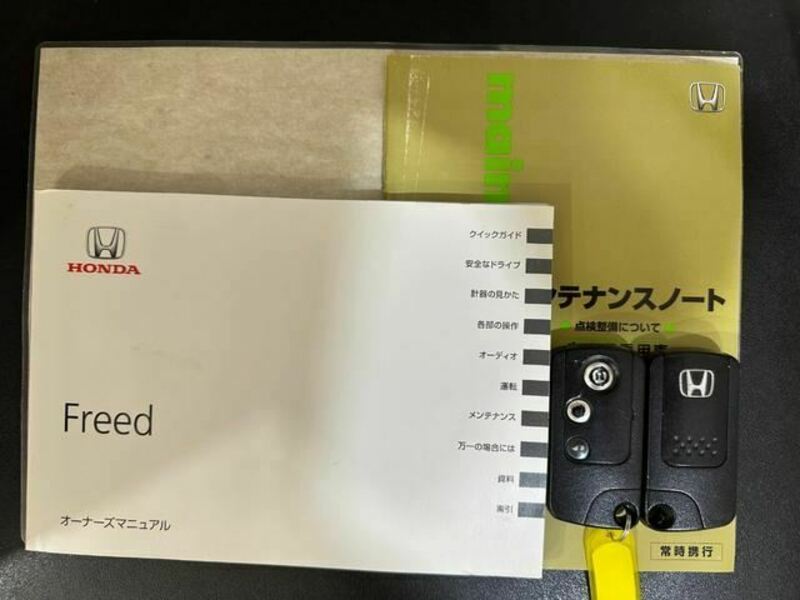 HONDA
Freed
オーナーズマニュアル
クイックガイド
安全なドライブ
計器の見かた
各部の操作
オーディオ
運転
メンテナンス
万一の場合には
資料
索引
main
テナンスノート
点検整備について
常時携行